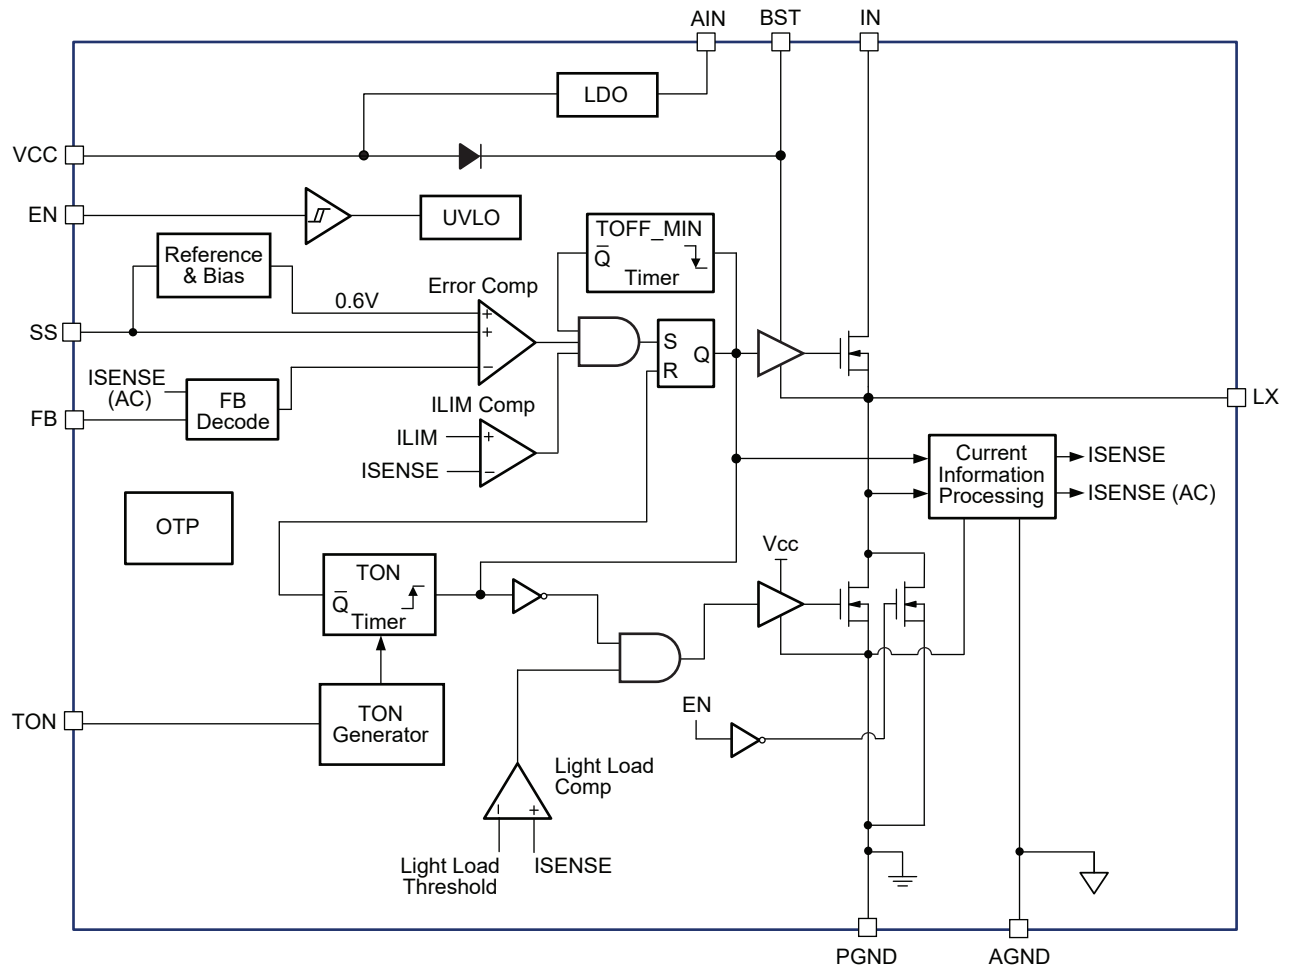 AIN
BST
IN
LDO
VCC
EN
UVLO
TOFF_MIN
Q
Timer
Reference
& Bias
Error Comp
0.6V
+
SS
+
−
S
Q
R
ISENSE
(AC)
FB
Decode
FB
LX
ILIM Comp
ILIM
+
ISENSE
−
Current
Information
Processing
ISENSE
ISENSE (AC)
OTP
Vcc
TON
Q
Timer
TON
TON
Generator
EN
Light Load
Comp
−
+
Light Load
Threshold
ISENSE
PGND
AGND